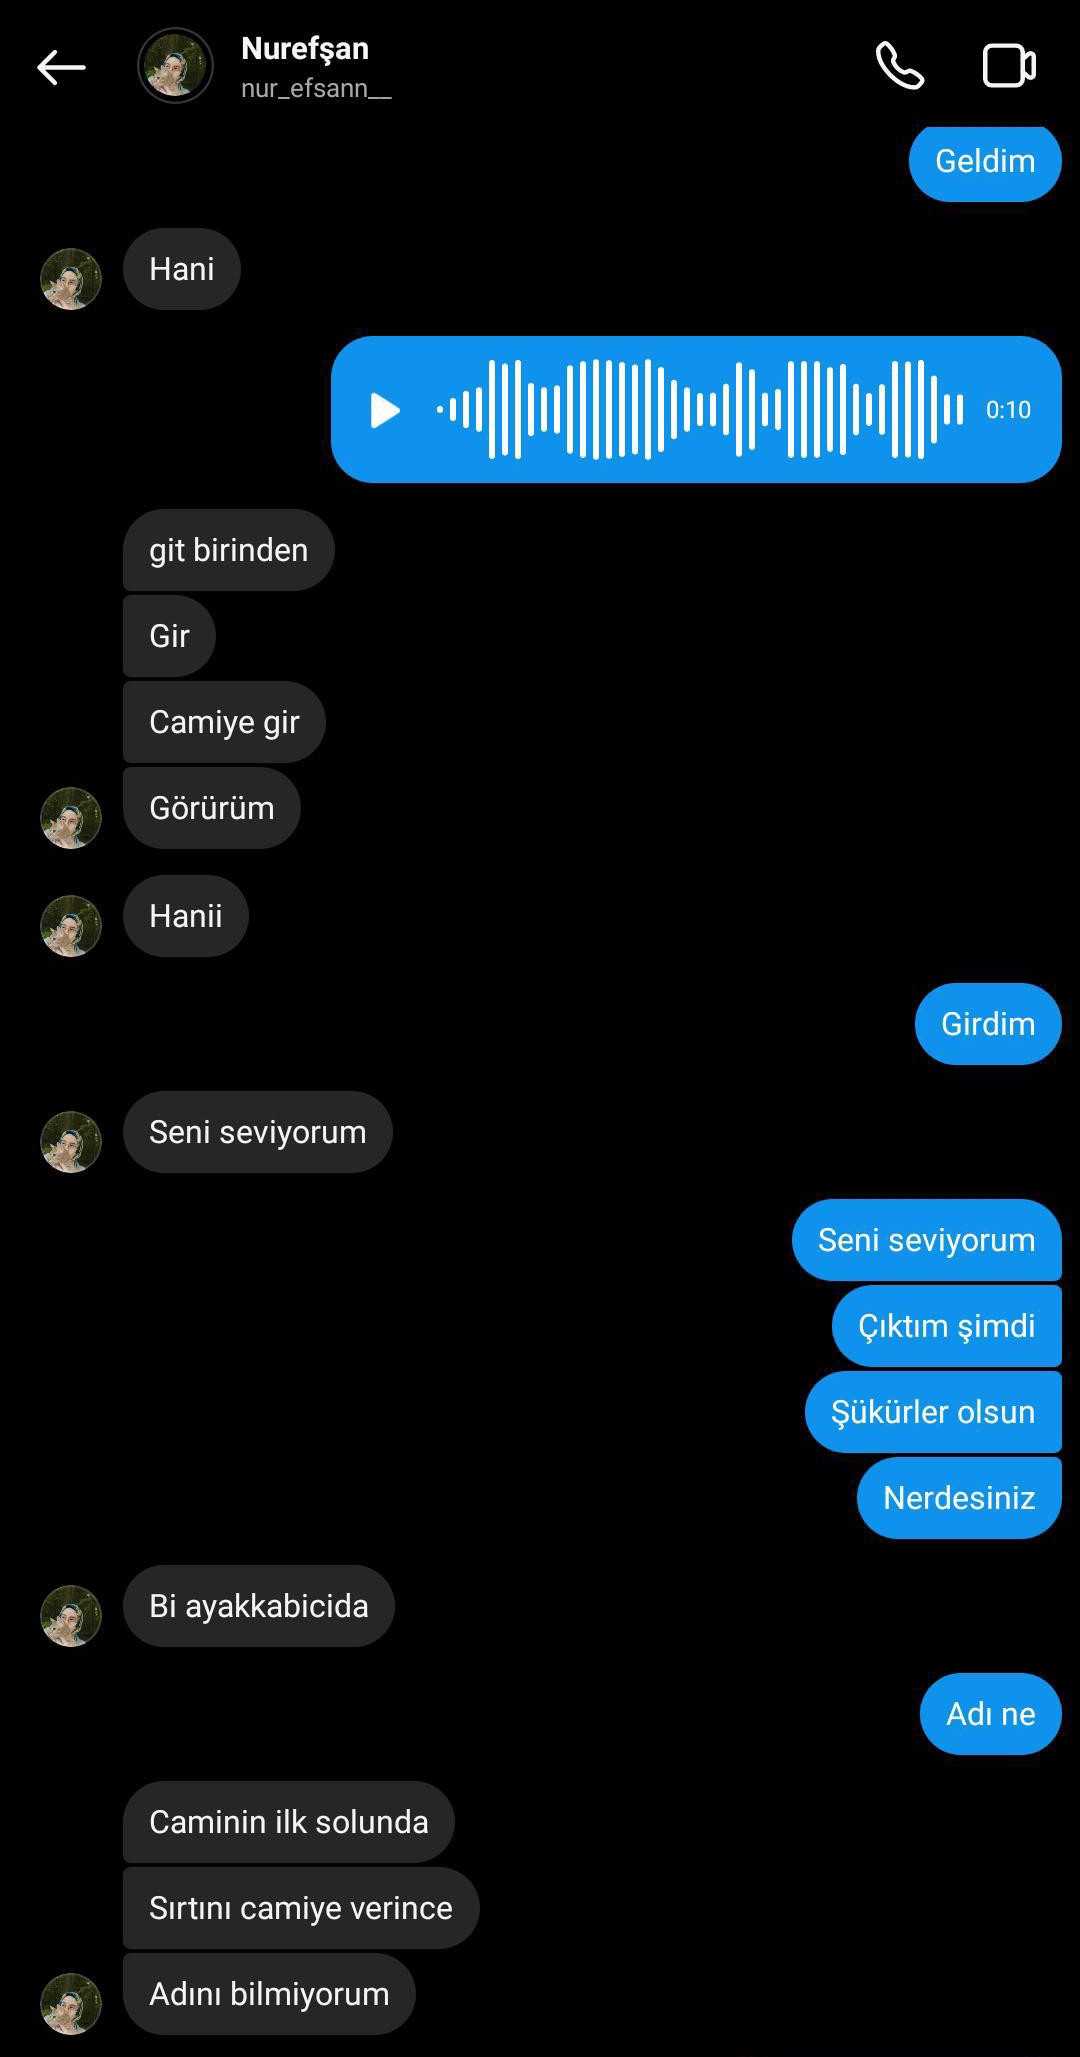 Nurefşan
nur_efsann__
Geldim
Hani
0:10
git birinden
Gir
Camiye gir
Görürüm
Hanii
Girdim
Seni seviyorum
Seni seviyorum
Çıktım şimdi
Şükürler olsun
Nerdesiniz
Bi ayakkabicida
Adı ne
Caminin ilk solunda
Sırtını camiye verince
Adını bilmiyorum